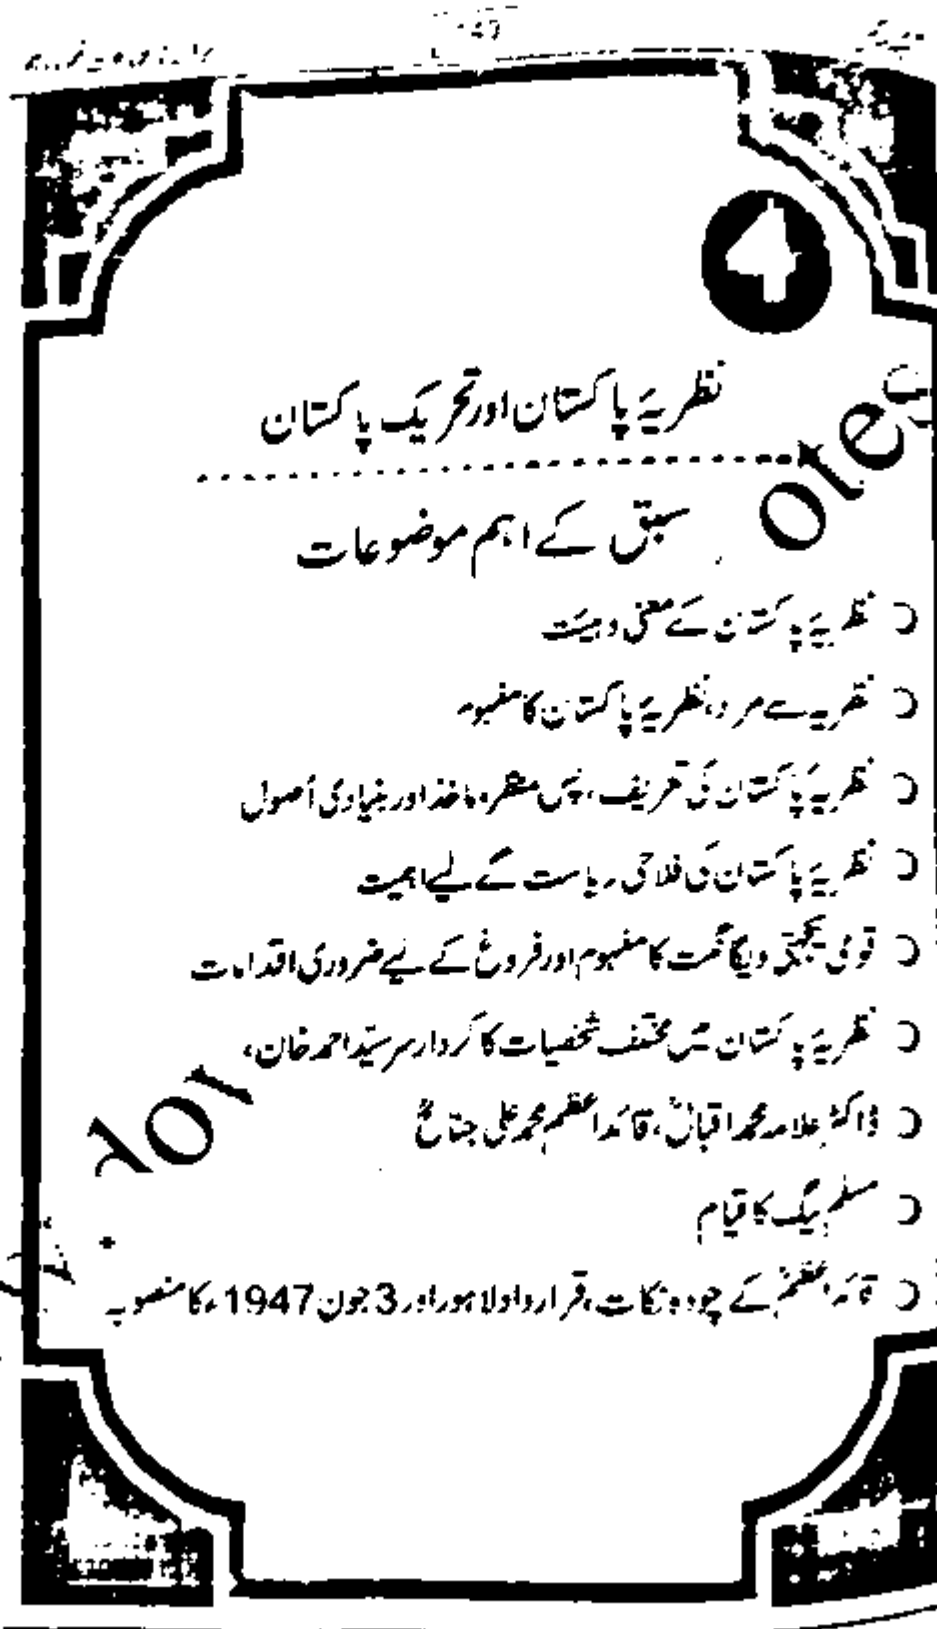 149
۴
نظریۂ پاکستان اور تحریک پاکستان
سبق کے اہم موضوعات
نظریۂ پاکستان کے معنی و
نظریہ سے مراد، نظریۂ پاکستان کا مفہوم
نظریۂ پاکستان کی تعریف، پس منظر، ماخذ اور بنیادی اُصول
نظریۂ پاکستان کی فلاحی ریاست کے لیے اہمیت
قومی یکجہتی ویگانگت کا مفہوم اور فروغ کے لیے ضروری اقدامات
نظریۂ پاکستان میں مختلف شخصیات کا کردار سرسیّد احمد خان،
ڈاکٹر علامہ محمد اقبالؒ، قائداعظم محمد علی جناحؒ
مسلم لیگ کا قیام
قائداعظمؒ کے چودہ نکات، قرارداد لاہور اور 3 جون 1947ء کا منصوبہ